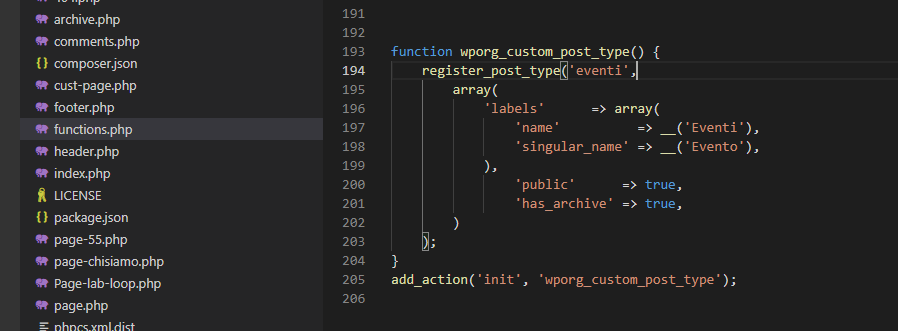 404.php
archive.php
comments.php
composer.json
cust-page.php
footer.php
functions.php
header.php
index.php
LICENSE
package.json
page-55.php
page-chisiamo.php
Page-lab-loop.php
page.php
phpcs.xml.dist
191
192
193 function wporg_custom_post_type() {
194     register_post_type('eventi',
195         array(
196             'labels'      => array(
197                 'name'          => __('Eventi'),
198                 'singular_name' => __('Evento'),
199             ),
200                 'public'      => true,
201                 'has_archive' => true,
202         )
203     );
204 }
205 add_action('init', 'wporg_custom_post_type');
206